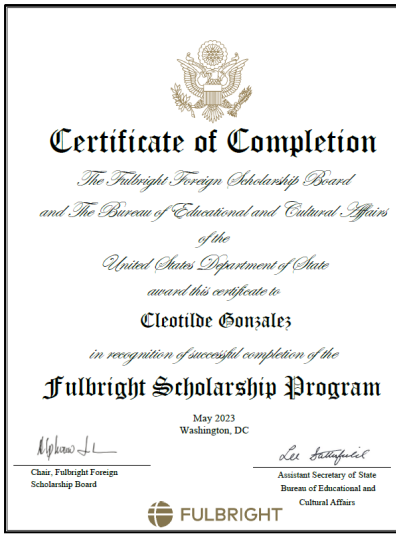 Certificate of Completion
The Fulbright Foreign Scholarship Board
and The Bureau of Educational and Cultural Affairs
of the
United States Department of State
award this certificate to
Cleotilde Gonzalez
in recognition of successful completion of the
Fulbright Scholarship Program
May 2023
Washington, DC
Lee Satterfield
Chair, Fulbright Foreign
Scholarship Board
Assistant Secretary of State
Bureau of Educational and
Cultural Affairs
FULBRIGHT